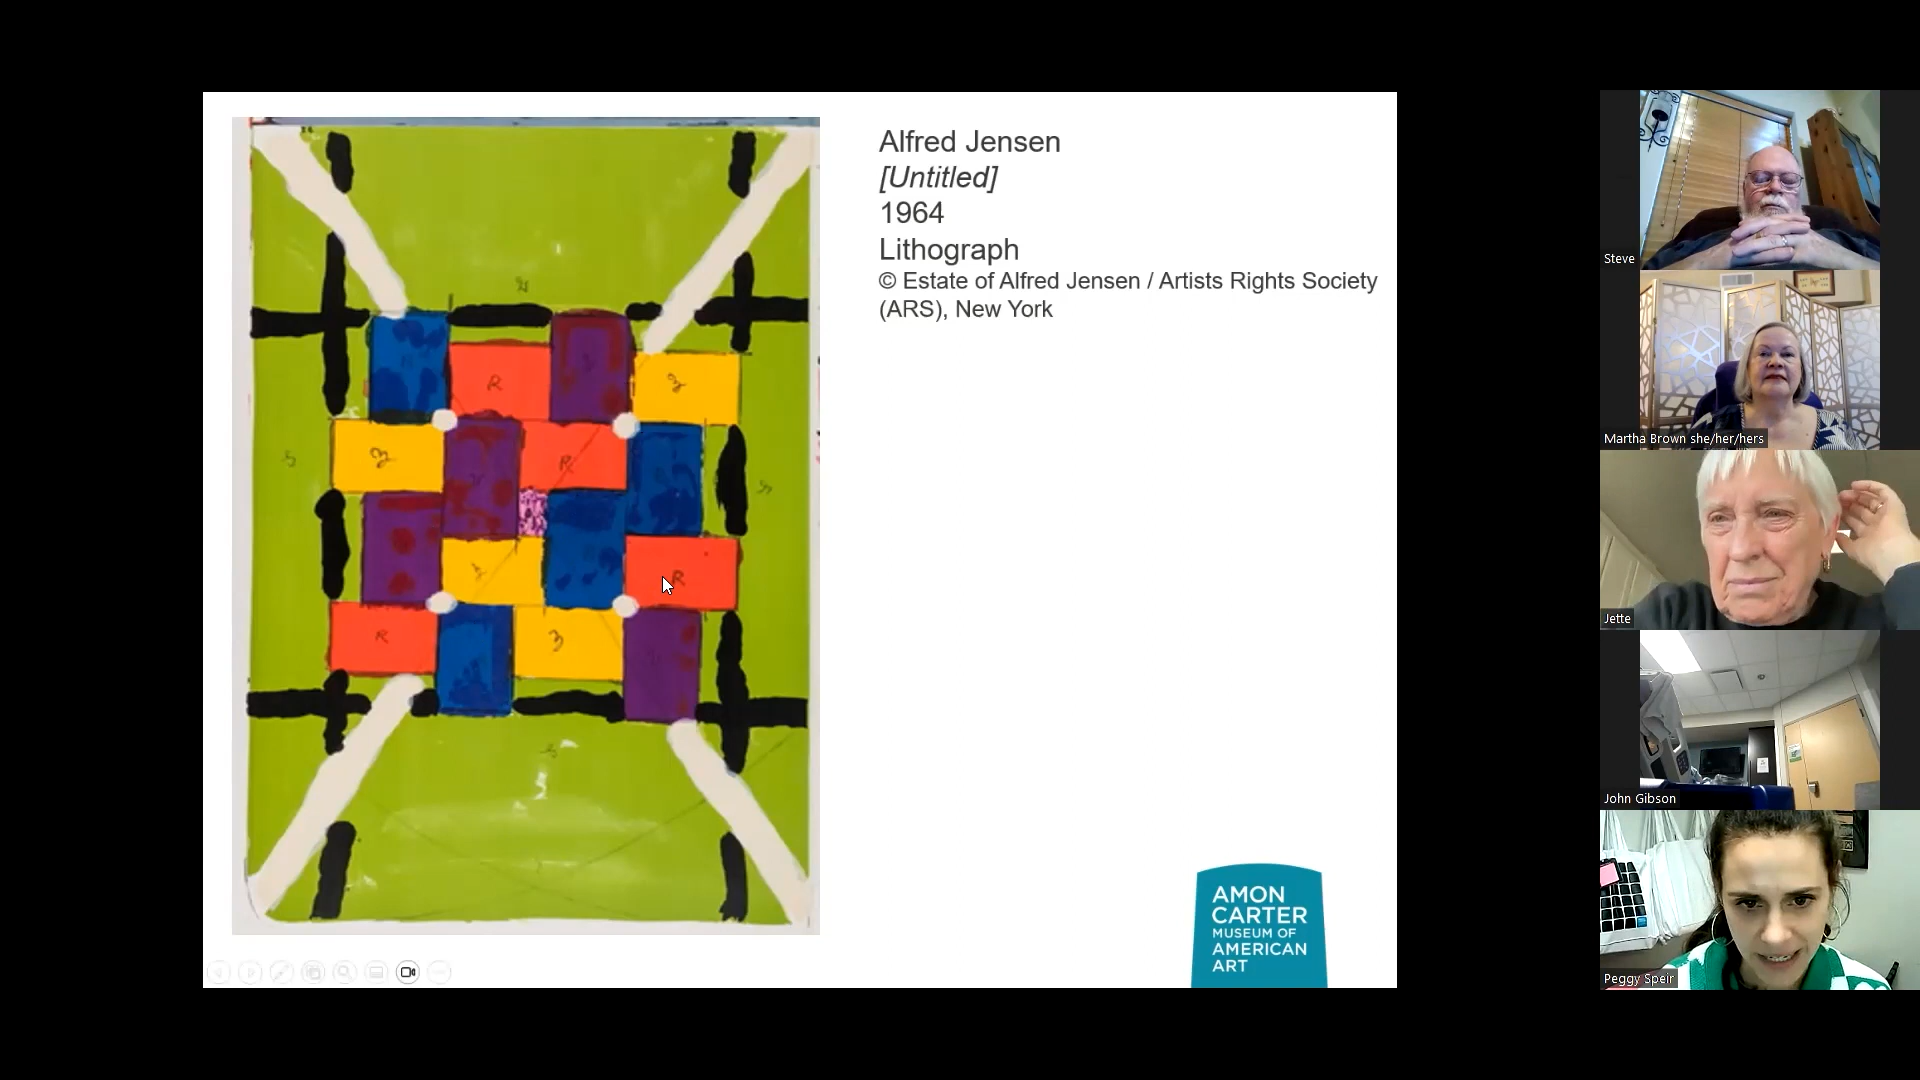 Alfred Jensen
[Untitled]
1964
Lithograph
© Estate of Alfred Jensen / Artists Rights Society
(ARS), New York
R
R
R
R
AMON
CARTER
MUSEUM OF
AMERICAN
ART
Steve
Martha Brown she/her/hers
Jette
John Gibson
Peggy Speir